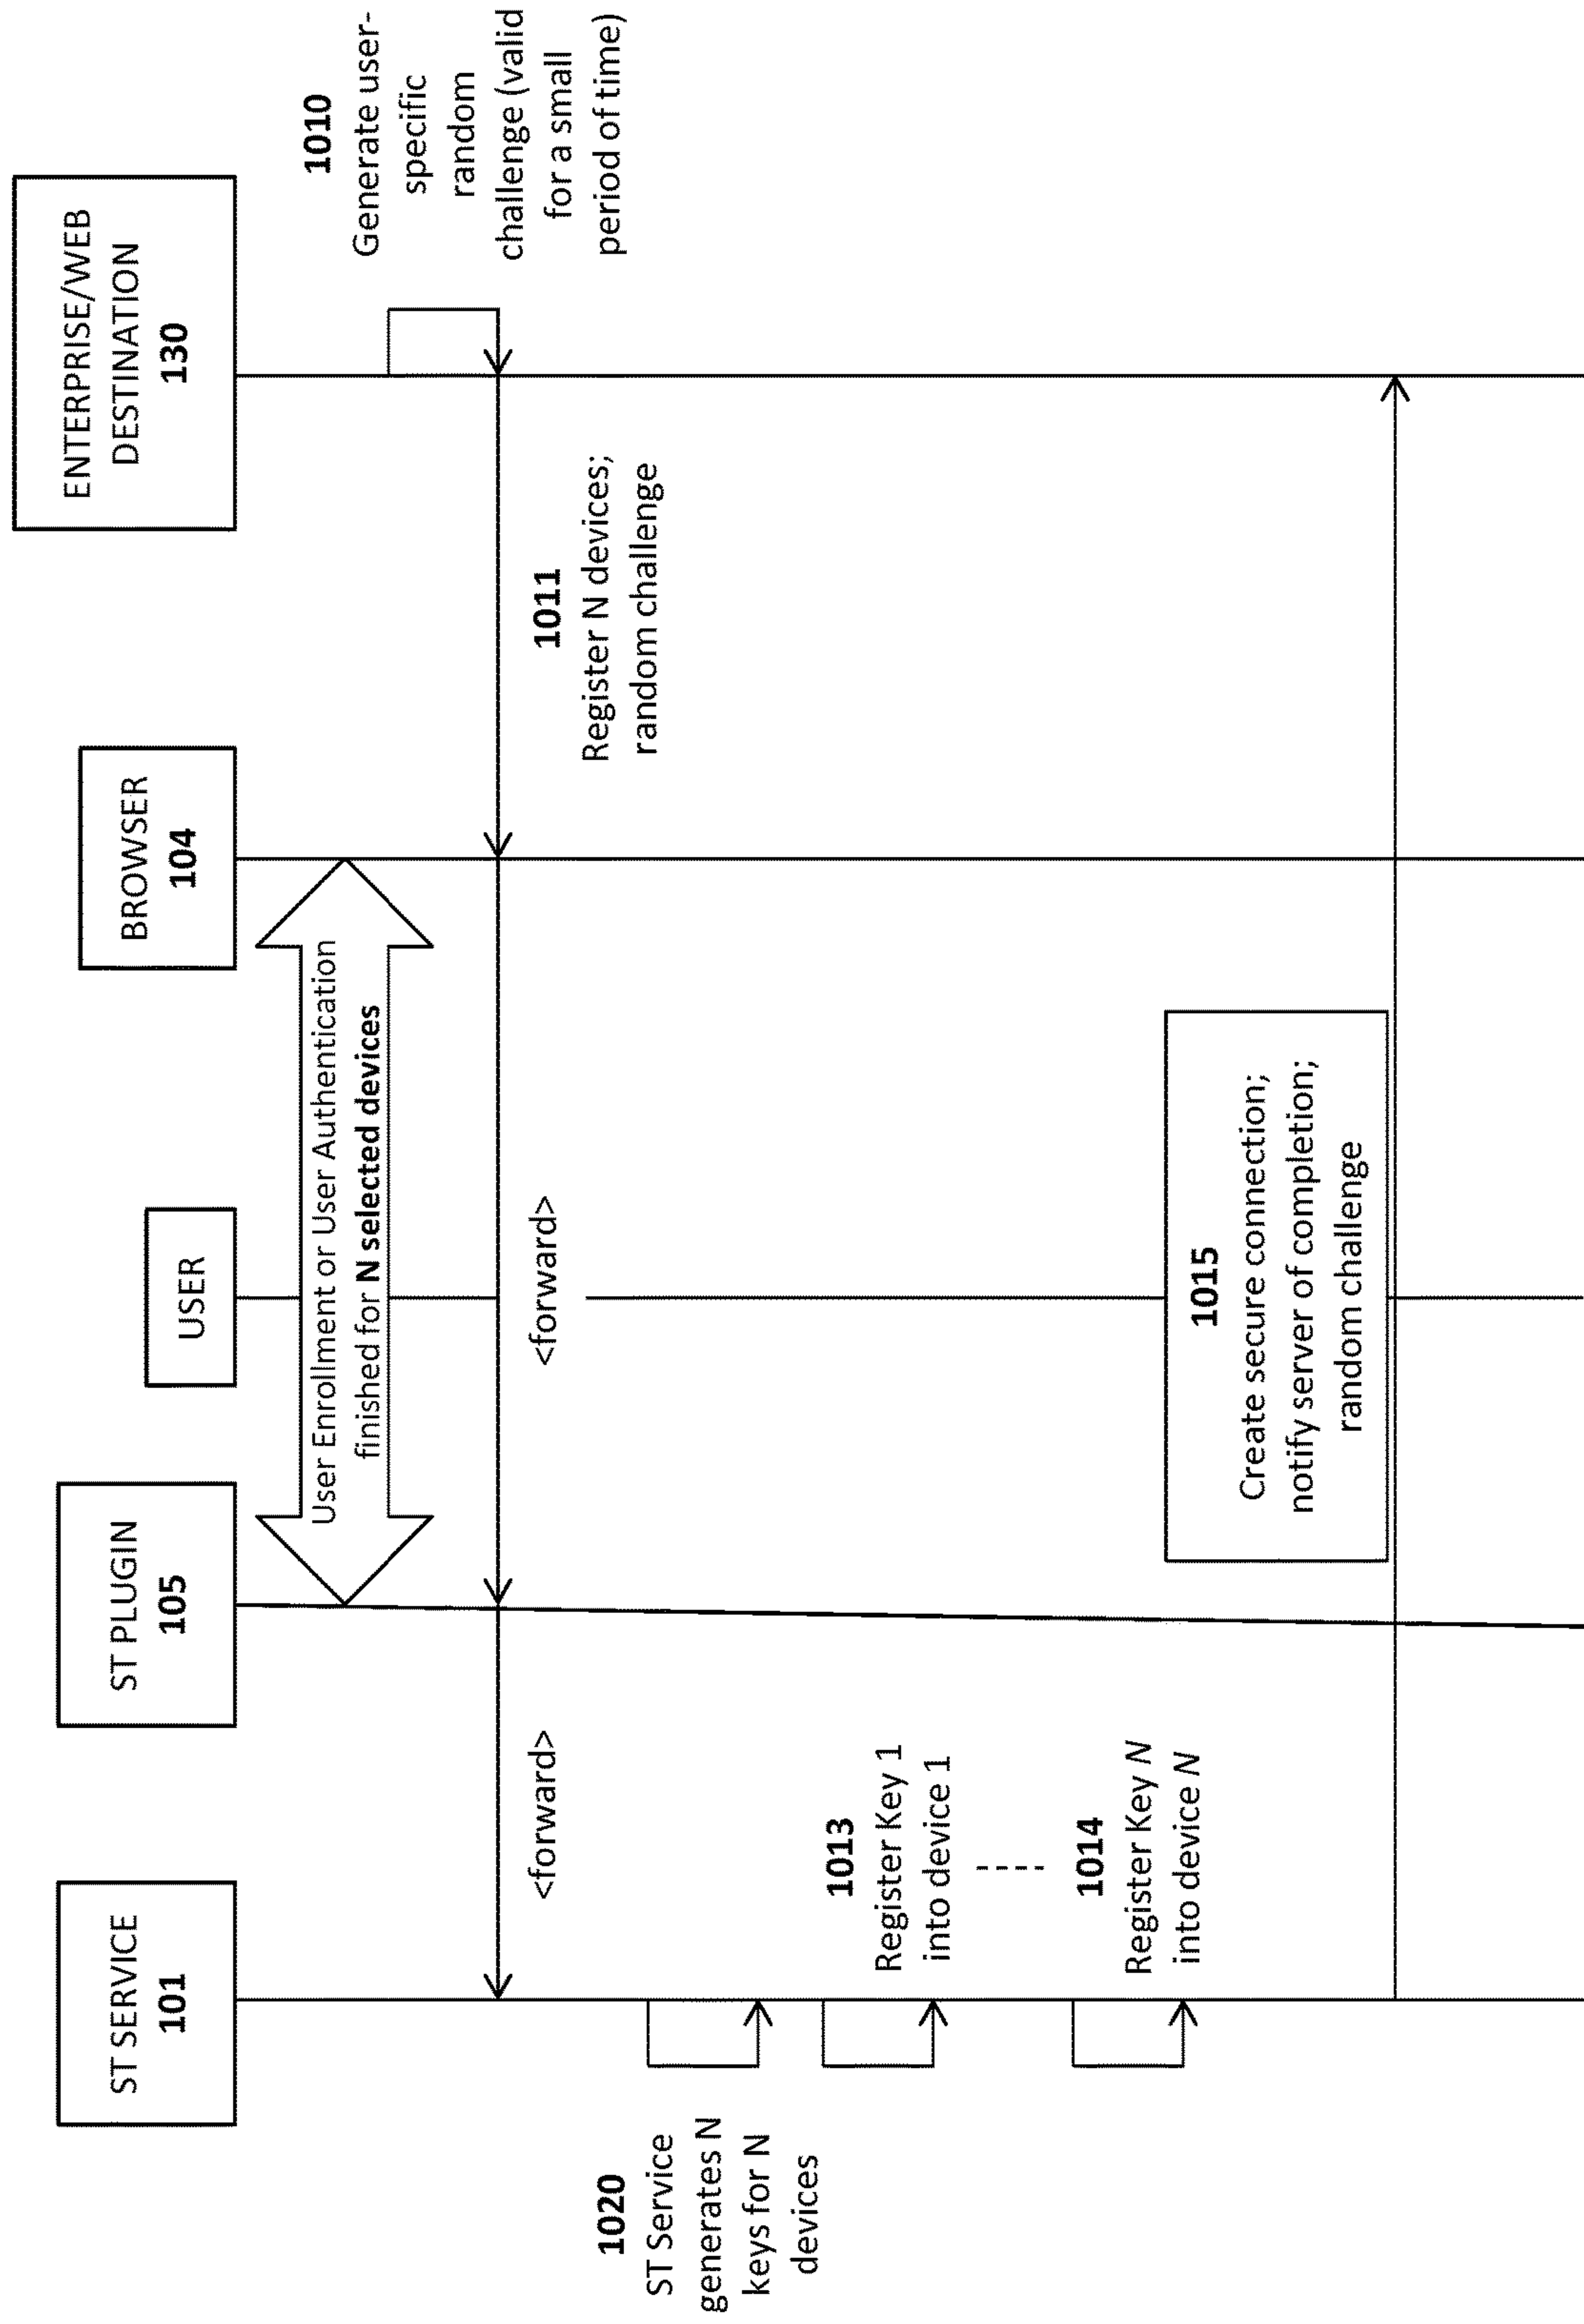 ST SERVICE
101
ST PLUGIN
105
USER
BROWSER
104
ENTERPRISE/WEB
DESTINATION
130
User Enrollment or User Authentication
finished for N selected devices
1010
Generate user-
specific
random
challenge (valid
for a small
period of time)
1011
Register N devices;
random challenge
<forward>
<forward>
1020
ST Service
generates N
keys for N
devices
1013
Register Key 1
into device 1
1014
Register Key N
into device N
1015
Create secure connection;
notify server of completion;
random challenge